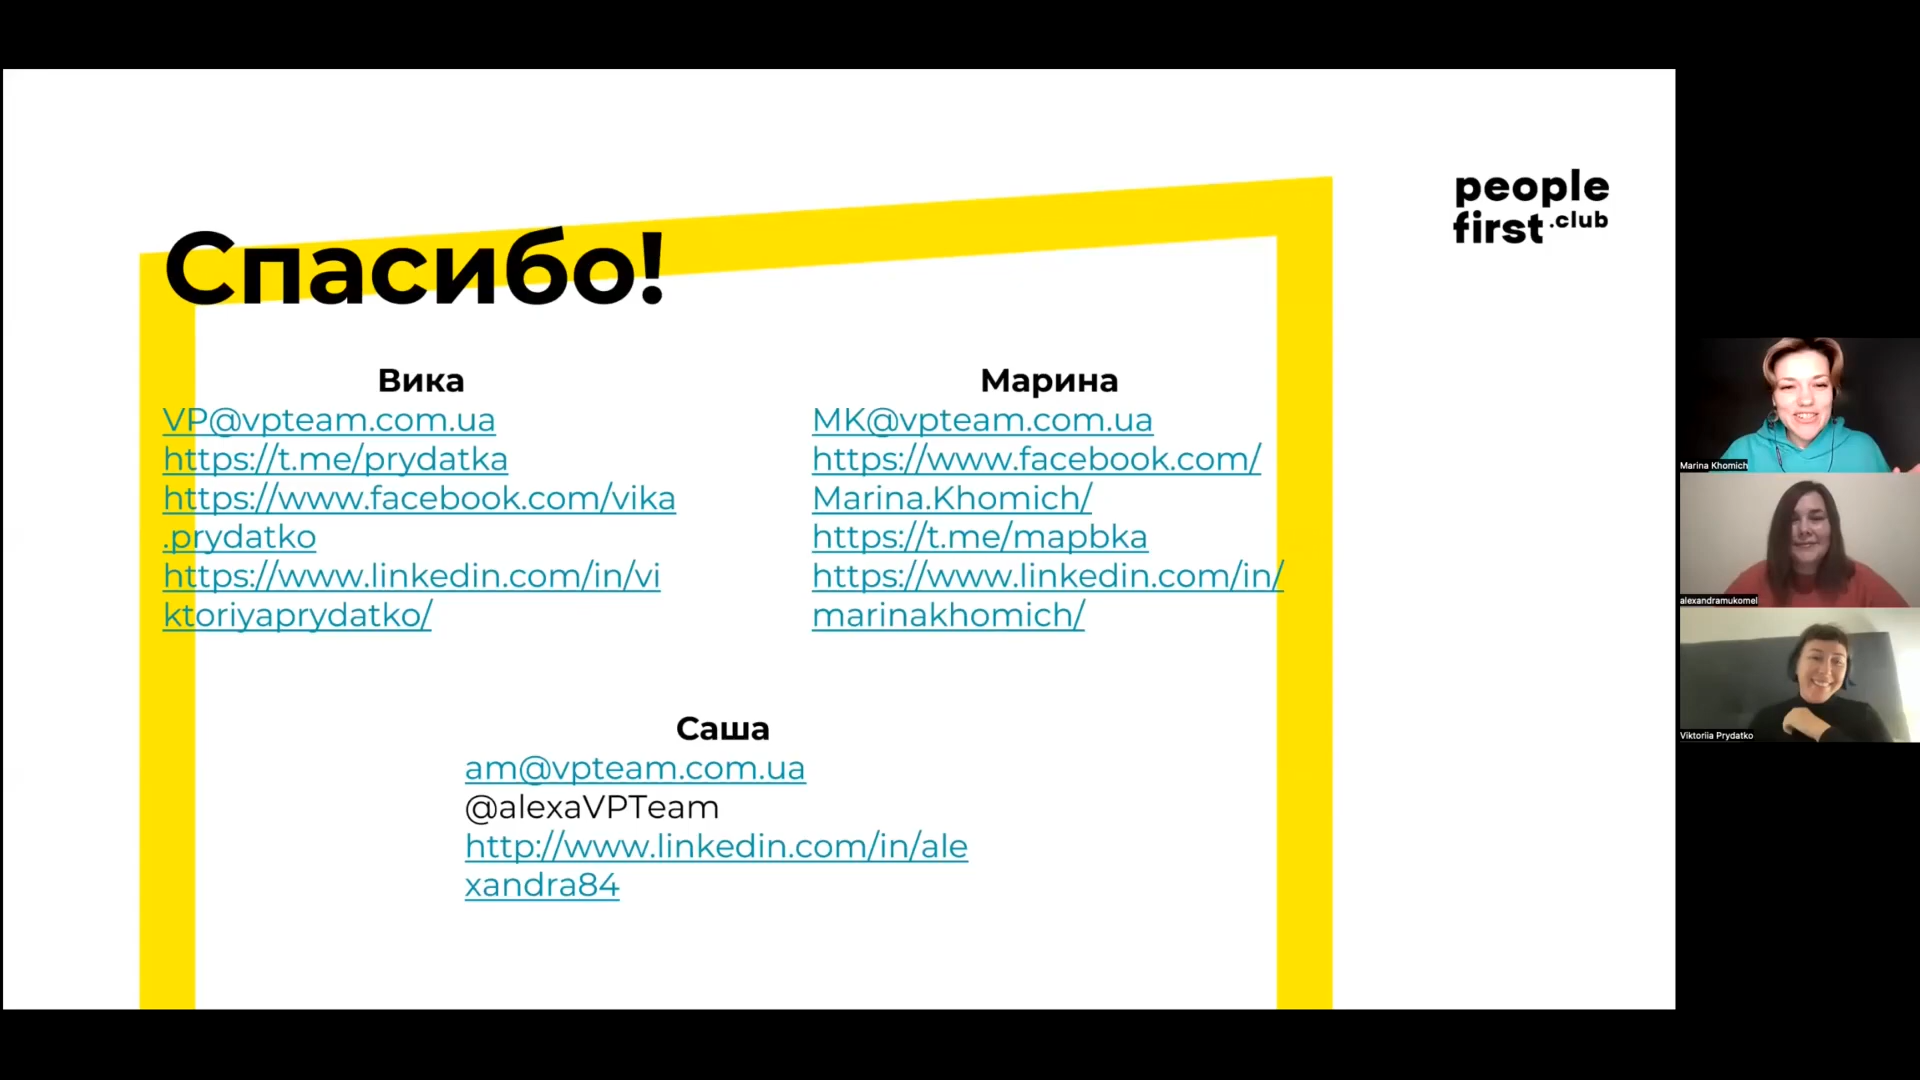 people
first.club
Спасибо!
Вика
VP@vpteam.com.ua
https://t.me/prydatka
https://www.facebook.com/vika
.prydatko
https://www.linkedin.com/in/vi
ktoriyaprydatko/
Марина
MK@vpteam.com.ua
https://www.facebook.com/
Marina.Khomich/
https://t.me/mapbka
https://www.linkedin.com/in/
marinakhomich/
Саша
am@vpteam.com.ua
@alexaVPTeam
http://www.linkedin.com/in/ale
xandra84
Marina Khomich
alexandramukomel
Viktoriia Prydatko